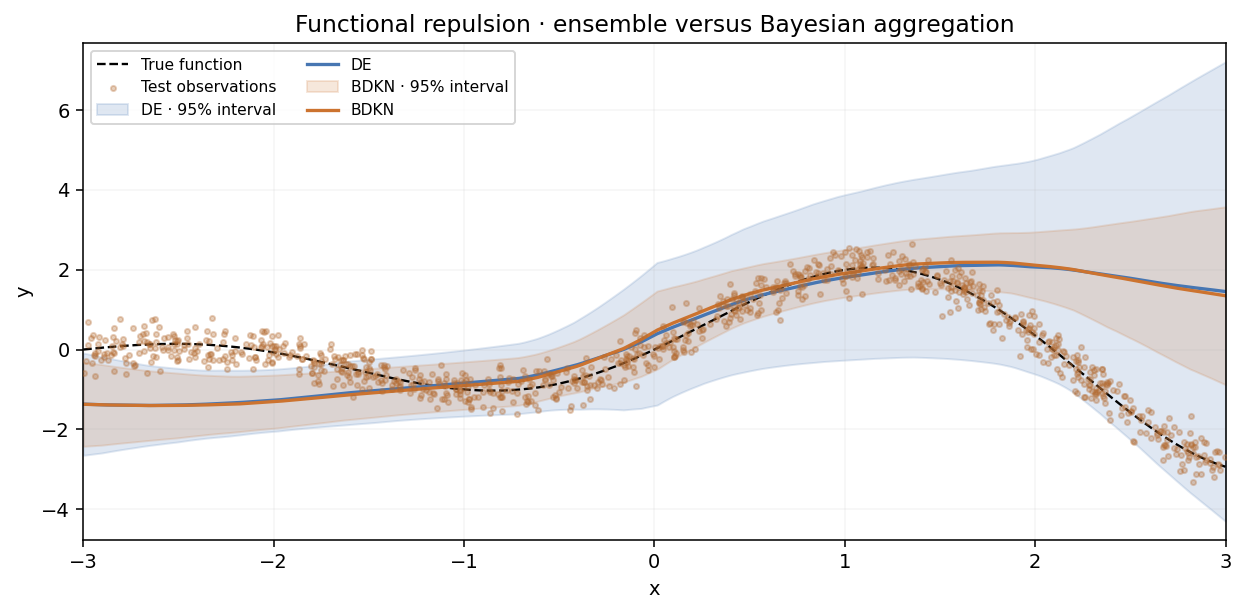 Functional repulsion · ensemble versus Bayesian aggregation
True function
Test observations
DE · 95% interval
DE
BDKN · 95% interval
BDKN
y
6
4
2
0
−2
−4
−3
−2
−1
0
1
2
3
x